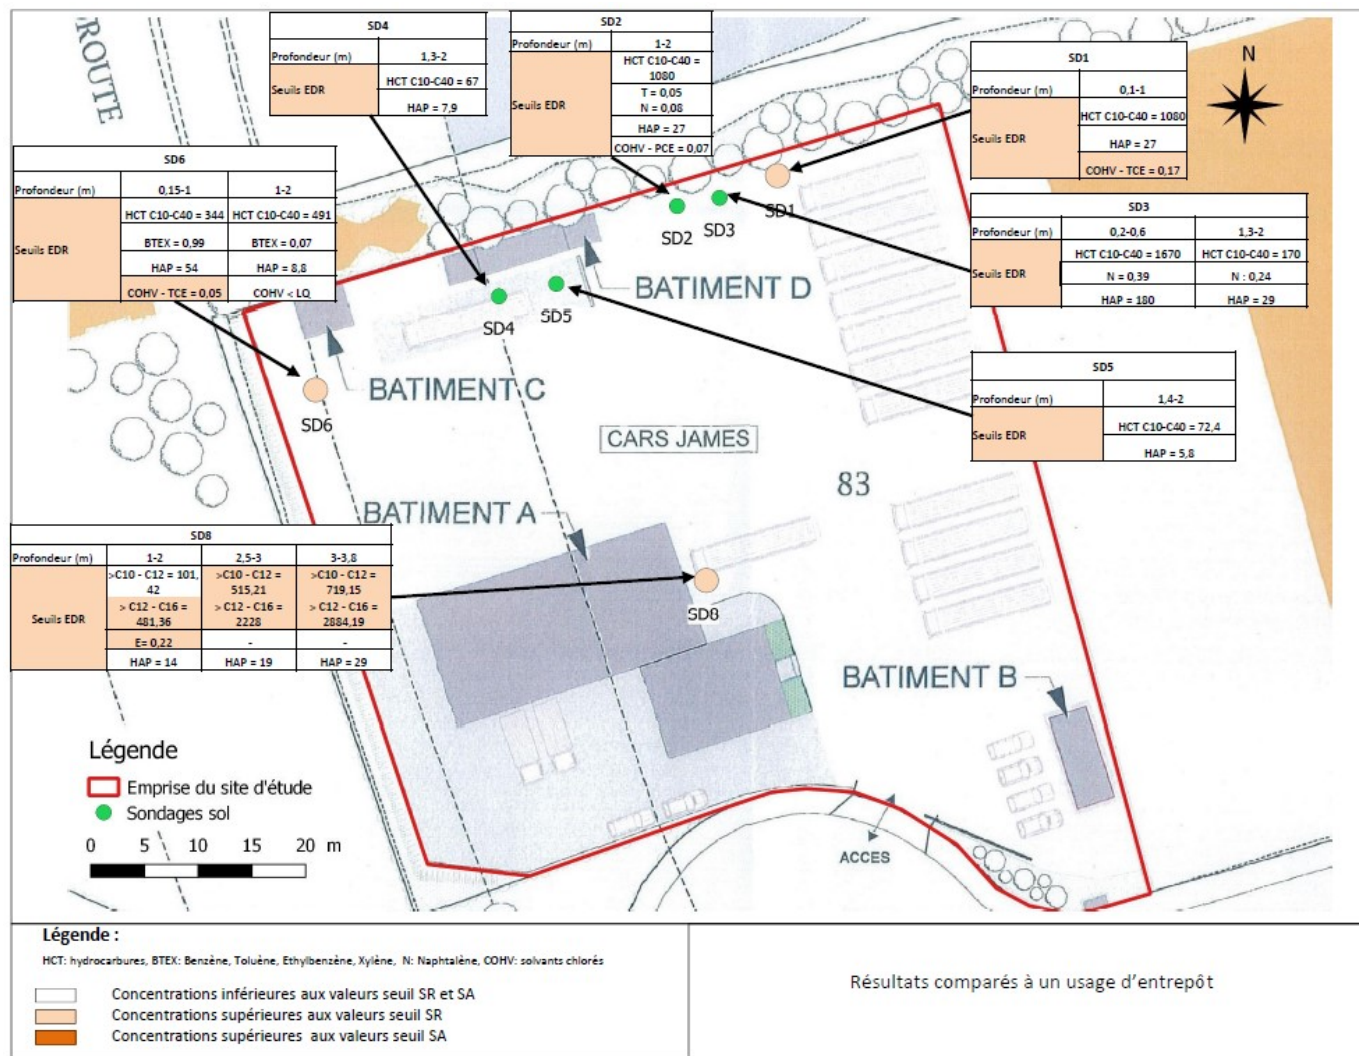 ROUTE
SD4
Profondeur (m) 1,3-2
Seuils EDR
HCT C10-C40 = 67
HAP = 7,9
SD2
Profondeur (m) 1-2
Seuils EDR
HCT C10-C40 =
1080
T = 0,05
N = 0,08
HAP = 27
COHV - PCE = 0,07
SD1
Profondeur (m) 0,1-1
Seuils EDR
HCT C10-C40 = 1080
HAP = 27
COHV - TCE = 0,17
N
SD6
Profondeur (m) 0,15-1 1-2
Seuils EDR
HCT C10-C40 = 344 HCT C10-C40 = 491
BTEX = 0,99 BTEX = 0,07
HAP = 54 HAP = 8,8
COHV - TCE = 0,05 COHV < LQ
SD3
Profondeur (m) 0,2-0,6 1,3-2
Seuils EDR
HCT C10-C40 = 1670 HCT C10-C40 = 170
N = 0,39 N : 0,24
HAP = 180 HAP = 29
SD1
SD2 SD3
BATIMENT D
SD4 SD5
SD5
Profondeur (m) 1,4-2
Seuils EDR
HCT C10-C40 = 72,4
HAP = 5,8
BATIMENT C
SD6
CARS JAMES
83
BATIMENT A
SD8
Profondeur (m) 1-2 2,5-3 3-3,8
Seuils EDR
>C10 - C12 = 101, >C10 - C12 = >C10 - C12 =
42 515,21 719,15
> C12 - C16 = > C12 - C16 = > C12 - C16 =
481,36 2228 2884,19
E= 0,22 - -
HAP = 14 HAP = 19 HAP = 29
SD8
BATIMENT B
Légende
Emprise du site d'étude
Sondages sol
0 5 10 15 20 m
ACCES
Légende :
HCT: hydrocarbures, BTEX: Benzène, Toluène, Ethylbenzène, Xylène, N: Naphtalène, COHV: solvants chlorés
Concentrations inférieures aux valeurs seuil SR et SA
Concentrations supérieures aux valeurs seuil SR
Concentrations supérieures aux valeurs seuil SA
Résultats comparés à un usage d’entrepôt